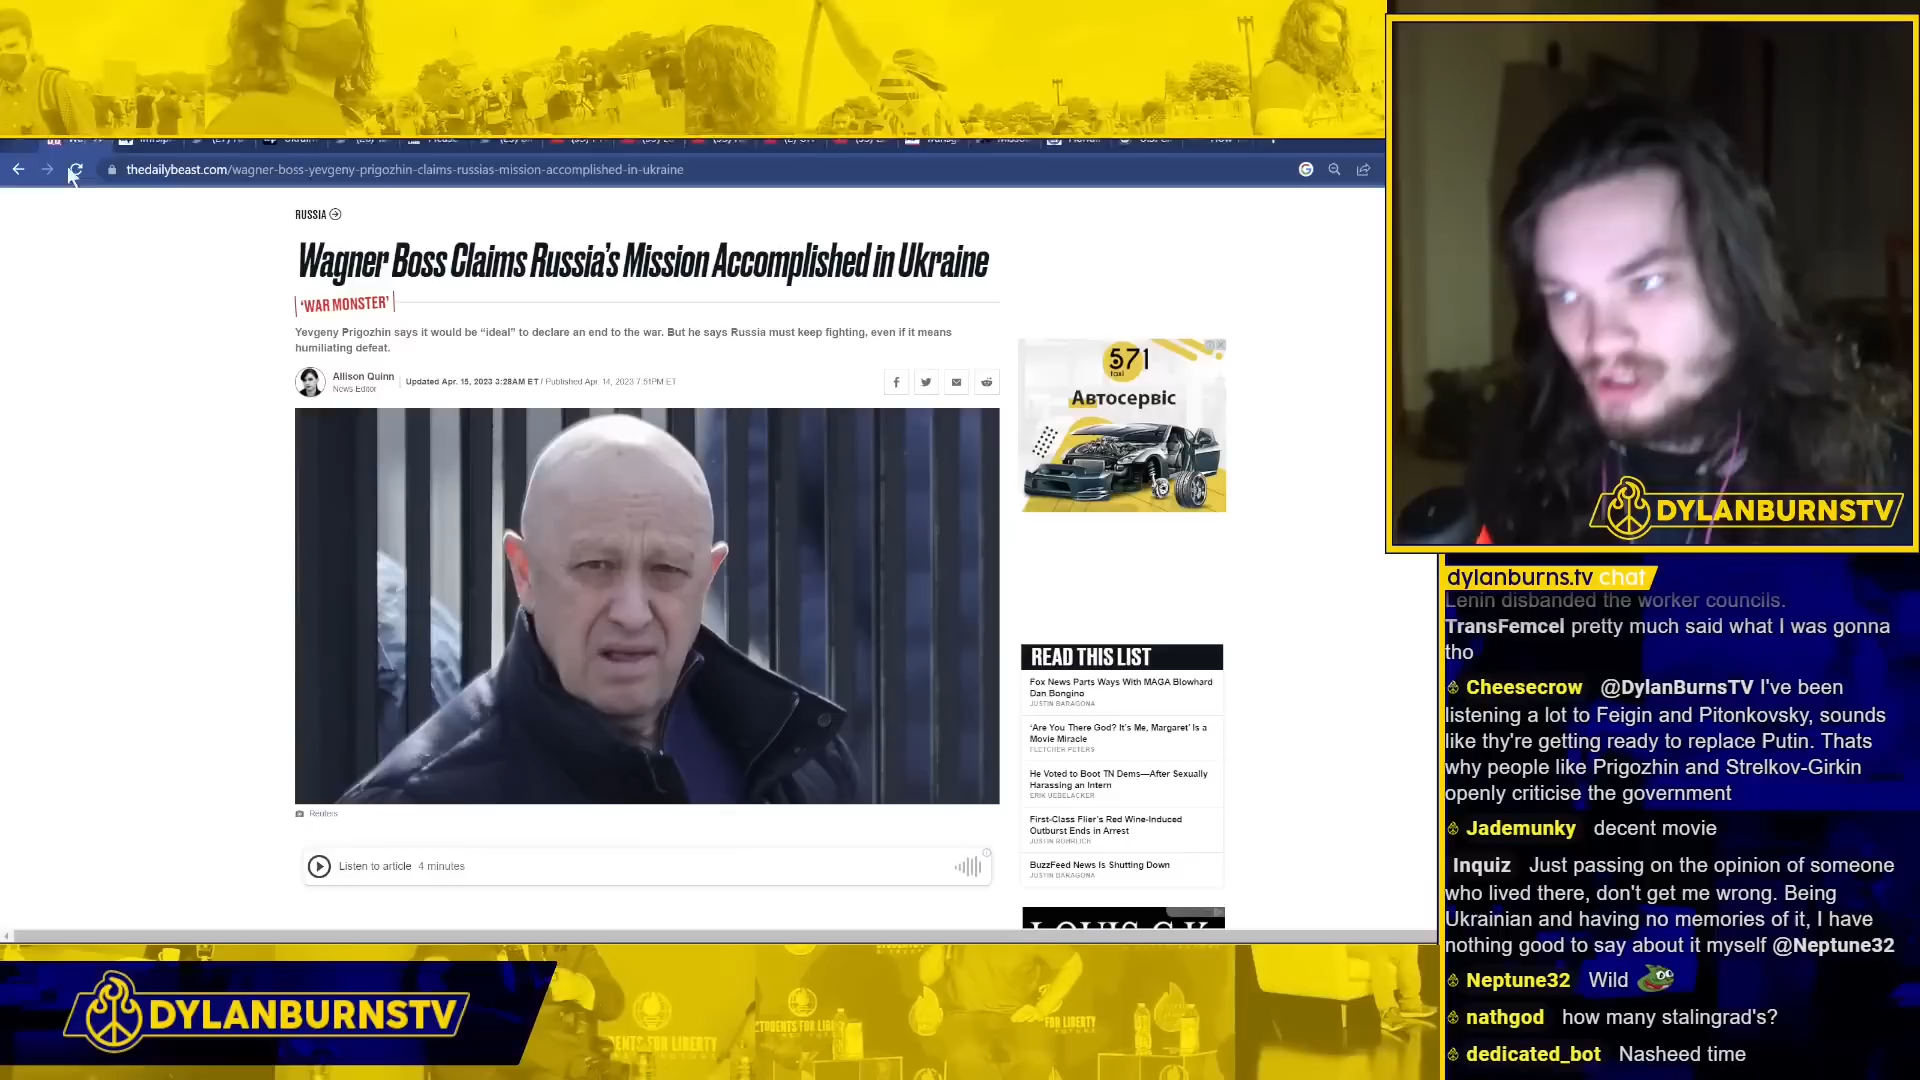 thedailybeast.com/wagner-boss-yevgeny-prigozhin-claims-russias-mission-accomplished-in-ukraine
RUSSIA
Wagner Boss Claims Russia's Mission Accomplished in Ukraine
'WAR MONSTER'
Yevgeny Prigozhin says it would be “ideal” to declare an end to the war. But he says Russia must keep fighting, even if it means
humiliating defeat.
Allison Quinn
News Editor
Updated Apr. 15, 2023 3:28AM ET / Published Apr. 14, 2023 7:51PM ET
Reuters
Listen to article 4 minutes
571
taxi
Автосервіс
READ THIS LIST
Fox News Parts Ways With MAGA Blowhard
Dan Bongino
JUSTIN BARAGONA
‘Are You There God? It’s Me, Margaret’ Is a
Movie Miracle
FLETCHER PETERS
He Voted to Boot TN Dems—After Sexually
Harassing an Intern
ERIK UEBELACKER
First-Class Flier’s Red Wine-Induced
Outburst Ends in Arrest
JUSTIN ROHRLICH
BuzzFeed News Is Shutting Down
JUSTIN BARAGONA
LOUIS C.K.
DYLANBURNSTV
dylanburns.tv chat
Lenin disbanded the worker councils.
TransFemcel pretty much said what I was gonna
tho
Cheesecrow @DylanBurnsTV I've been
listening a lot to Feigin and Pitonkovsky, sounds
like thy're getting ready to replace Putin. Thats
why people like Prigozhin and Strelkov-Girkin
openly criticise the government
Jademunky decent movie
Inquiz Just passing on the opinion of someone
who lived there, don't get me wrong. Being
Ukrainian and having no memories of it, I have
nothing good to say about it myself @Neptune32
Neptune32 Wild
nathgod how many stalingrad's?
dedicated_bot Nasheed time
DYLANBURNSTV
FOR LIBERTY